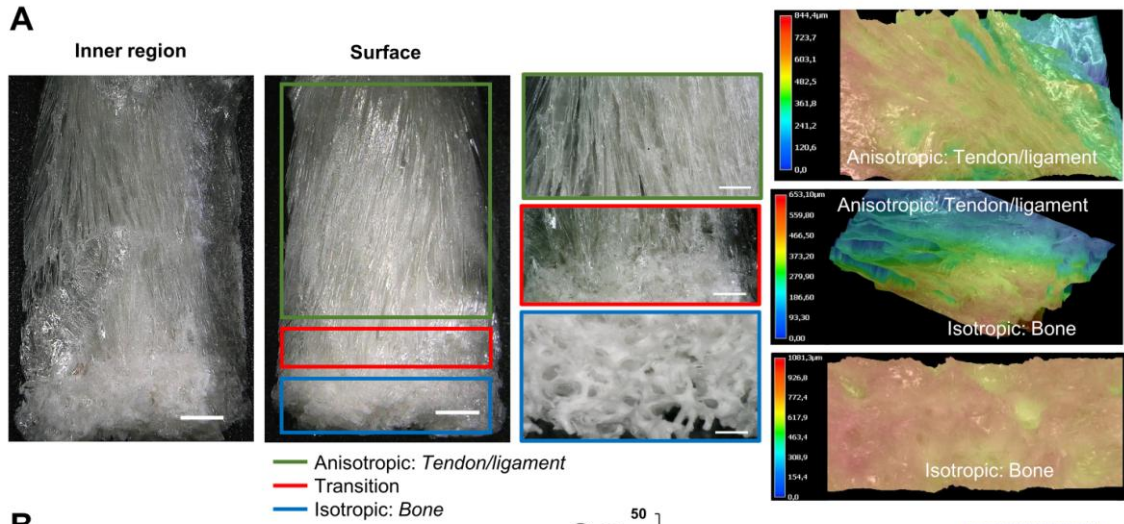 A
Inner region
Surface
Anisotropic: Tendon/ligament
Transition
Isotropic: Bone
844,4µm
723,7
603,1
482,5
361,8
241,2
120,6
0,0
Anisotropic: Tendon/ligament
653,10µm
559,80
466,50
373,20
279,90
186,60
93,30
0,00
Anisotropic: Tendon/ligament
Isotropic: Bone
1081,3µm
926,8
772,4
617,9
463,4
308,9
154,4
0,0
Isotropic: Bone
B
50